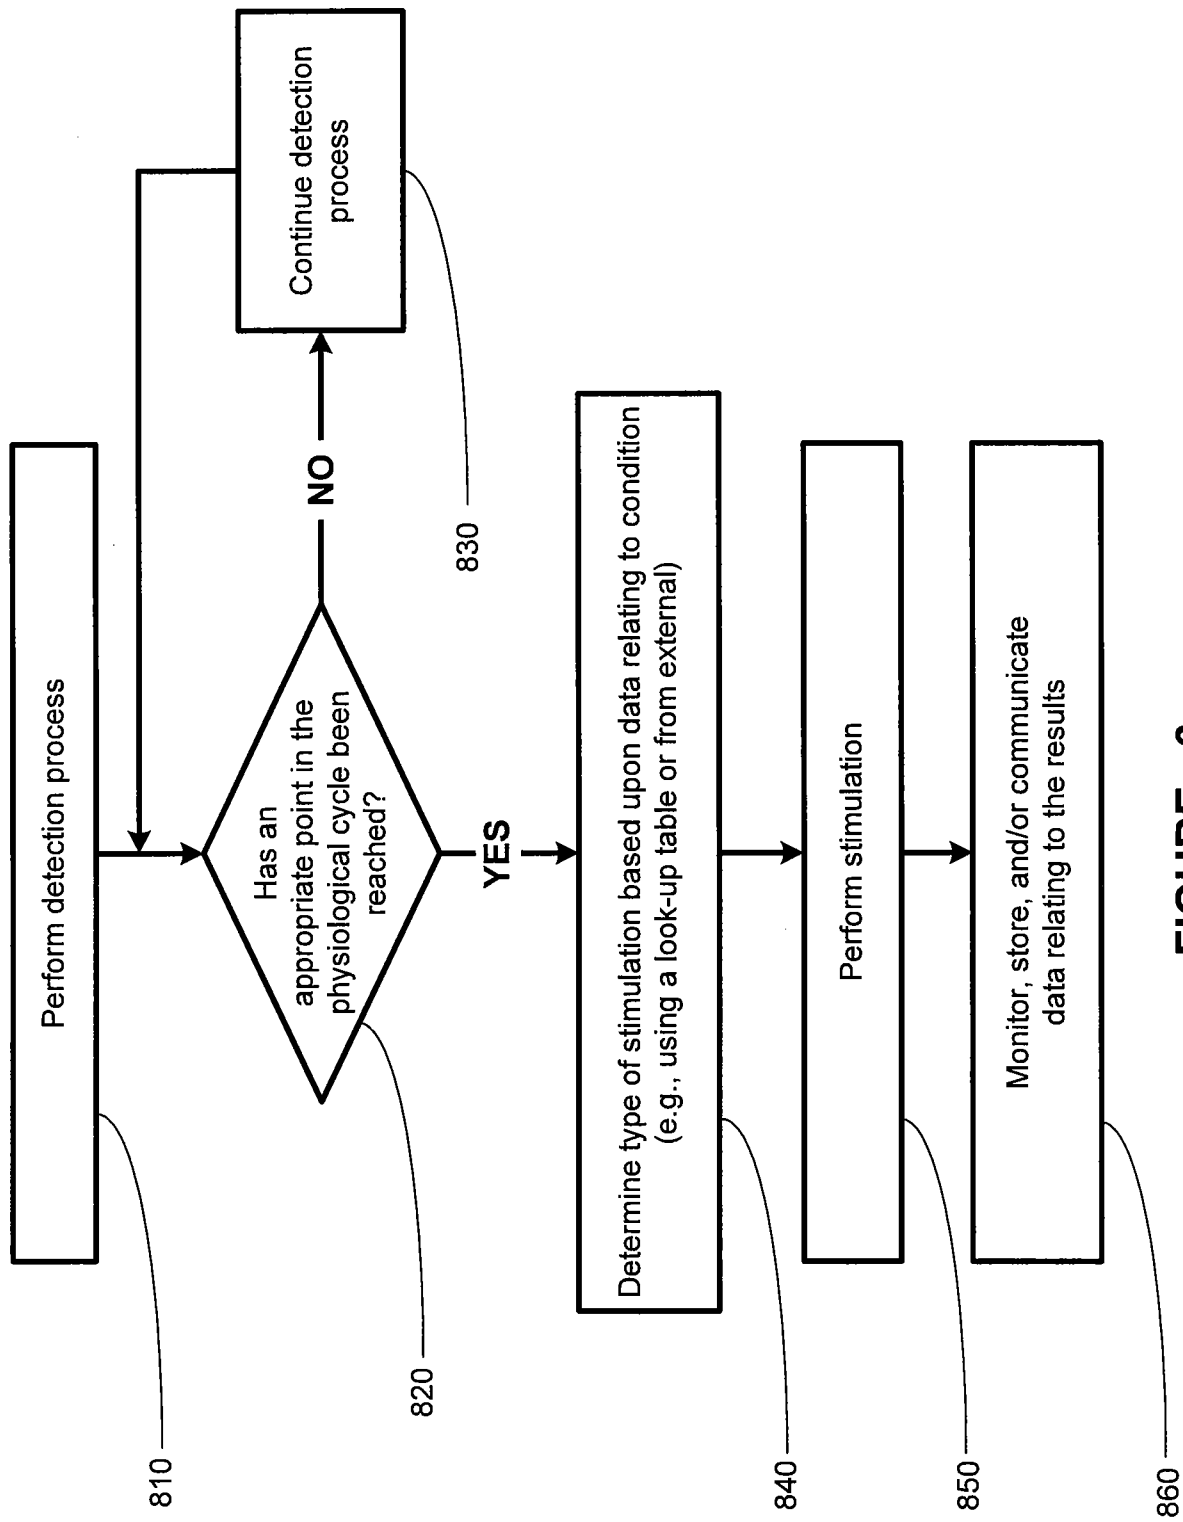 Perform detection process
810
Has an
appropriate point in the
physiological cycle been
reached?
820
NO
Continue detection
process
830
YES
Determine type of stimulation based upon data relating to condition
(e.g., using a look-up table or from external)
840
Perform stimulation
850
Monitor, store, and/or communicate
data relating to the results
860
FIGURE